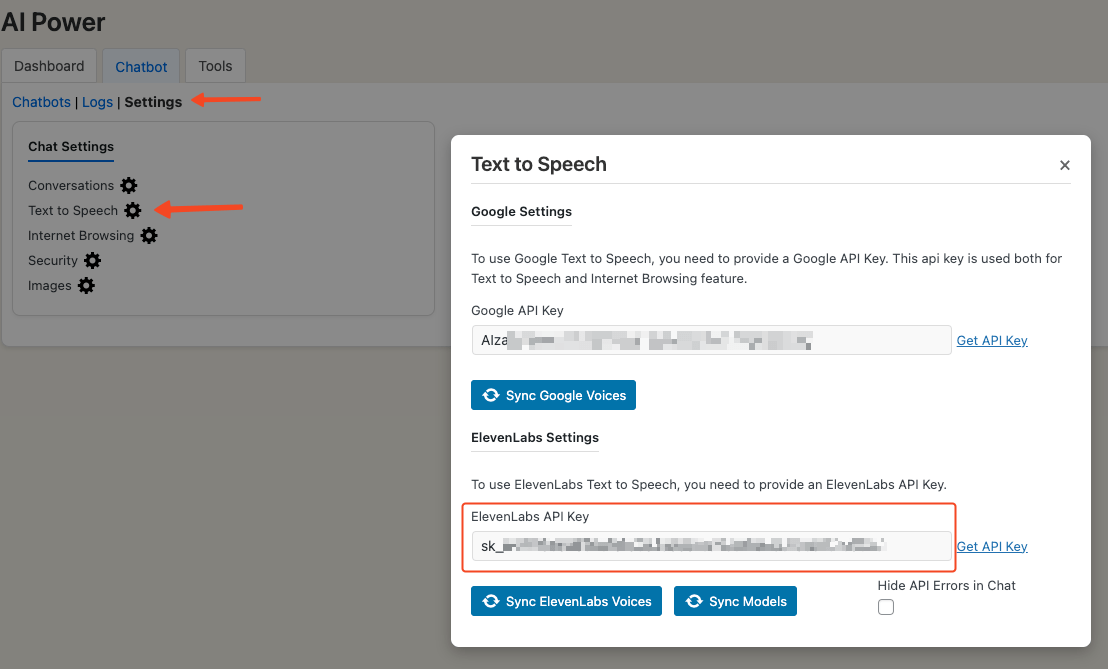 AI Power
Dashboard Chatbot Tools
Chatbots | Logs | Settings
Chat Settings
Conversations
Text to Speech
Internet Browsing
Security
Images
Text to Speech ×
Google Settings
To use Google Text to Speech, you need to provide a Google API Key. This api key is used both for
Text to Speech and Internet Browsing feature.
Google API Key
AIza
Get API Key
Sync Google Voices
ElevenLabs Settings
To use ElevenLabs Text to Speech, you need to provide an ElevenLabs API Key.
ElevenLabs API Key
sk_
Get API Key
Hide API Errors in Chat
Sync ElevenLabs Voices Sync Models